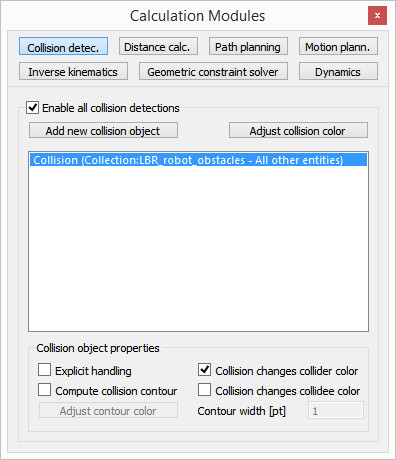 Calculation Modules
x
Collision detec. Distance calc. Path planning Motion plann.
Inverse kinematics Geometric constraint solver Dynamics
Enable all collision detections
Add new collision object Adjust collision color
Collision (Collection:LBR_robot_obstacles - All other entities)
Collision object properties
Explicit handling Collision changes collider color
Compute collision contour Collision changes collidee color
Adjust contour color Contour width [pt] 1